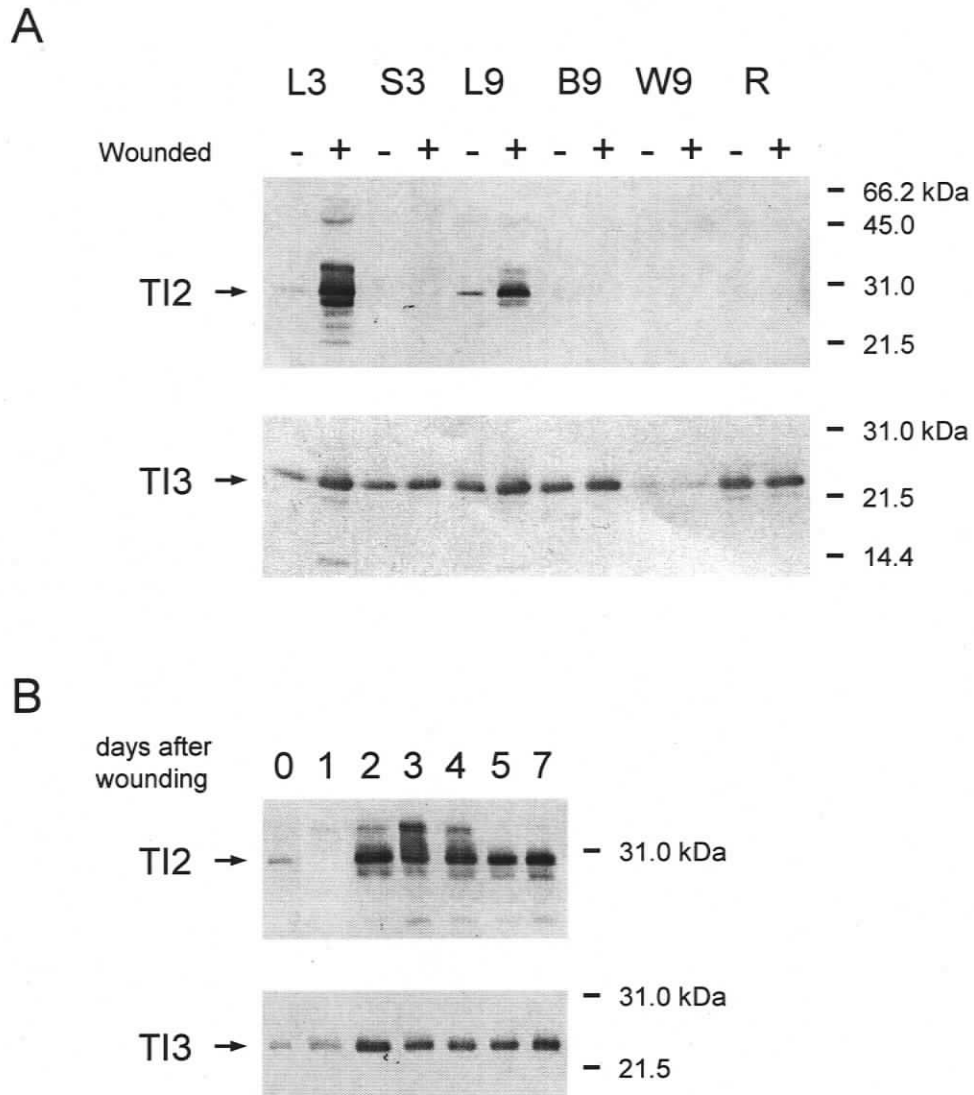 A
L3 S3 L9 B9 W9 R
Wounded - + - + - + - + - + - +
66.2 kDa
45.0
TI2
31.0
21.5
31.0 kDa
TI3
21.5
14.4
B
days after
wounding
0 1 2 3 4 5 7
TI2
31.0 kDa
31.0 kDa
TI3
21.5